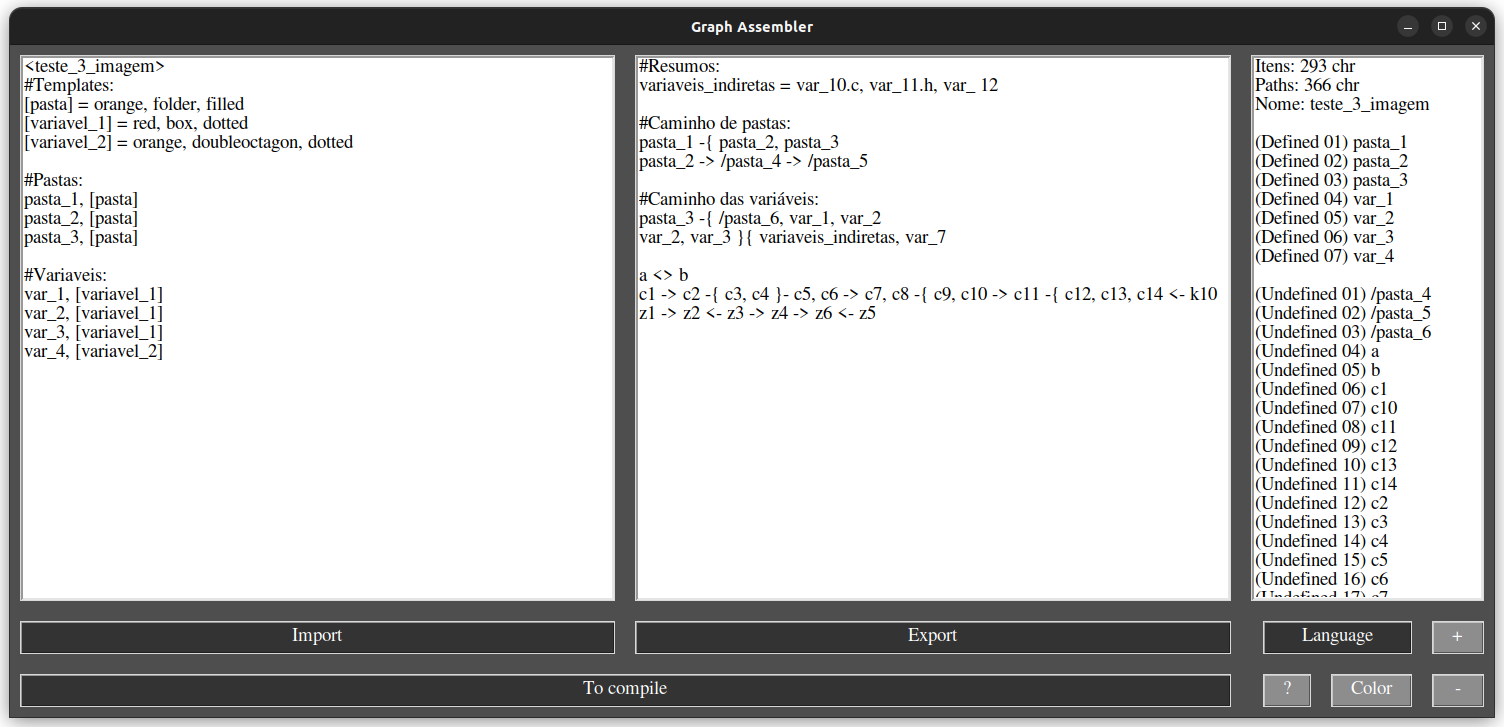 Graph Assembler
<teste_3_imagem>
#Templates:
[pasta] = orange, folder, filled
[variavel_1] = red, box, dotted
[variavel_2] = orange, doubleoctagon, dotted
#Pastas:
pasta_1, [pasta]
pasta_2, [pasta]
pasta_3, [pasta]
#Variaveis:
var_1, [variavel_1]
var_2, [variavel_1]
var_3, [variavel_1]
var_4, [variavel_2]
#Resumos:
variaveis_indiretas = var_10.c, var_11.h, var_ 12
#Caminho de pastas:
pasta_1 -{ pasta_2, pasta_3
pasta_2 -> /pasta_4 -> /pasta_5
#Caminho das variáveis:
pasta_3 -{ /pasta_6, var_1, var_2
var_2, var_3 }{ variaveis_indiretas, var_7
a <> b
c1 -> c2 -{ c3, c4 }- c5, c6 -> c7, c8 -{ c9, c10 -> c11 -{ c12, c13, c14 <- k10
z1 -> z2 <- z3 -> z4 -> z6 <- z5
Itens: 293 chr
Paths: 366 chr
Nome: teste_3_imagem
(Defined 01) pasta_1
(Defined 02) pasta_2
(Defined 03) pasta_3
(Defined 04) var_1
(Defined 05) var_2
(Defined 06) var_3
(Defined 07) var_4
(Undefined 01) /pasta_4
(Undefined 02) /pasta_5
(Undefined 03) /pasta_6
(Undefined 04) a
(Undefined 05) b
(Undefined 06) c1
(Undefined 07) c10
(Undefined 08) c11
(Undefined 09) c12
(Undefined 10) c13
(Undefined 11) c14
(Undefined 12) c2
(Undefined 13) c3
(Undefined 14) c4
(Undefined 15) c5
(Undefined 16) c6
(Undefined 17) c7
Import
Export
Language
+
To compile
?
Color
-